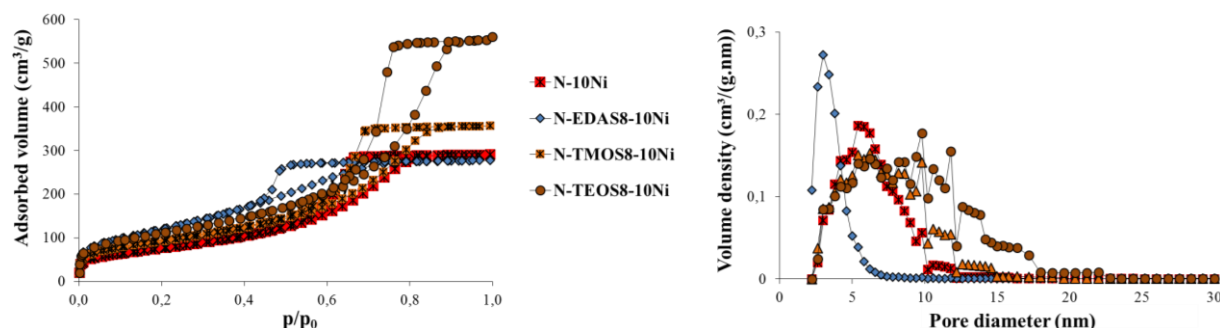 600
500
400
300
200
100
0
0,0 0,2 0,4 0,6 0,8 1,0
Adsorbed volume (cm³/g)
p/p₀
N-10Ni
N-EDAS8-10Ni
N-TMOS8-10Ni
N-TEOS8-10Ni
0,3
0,2
0,1
0
0 5 10 15 20 25 30
Volume density (cm³/(g.nm))
Pore diameter (nm)